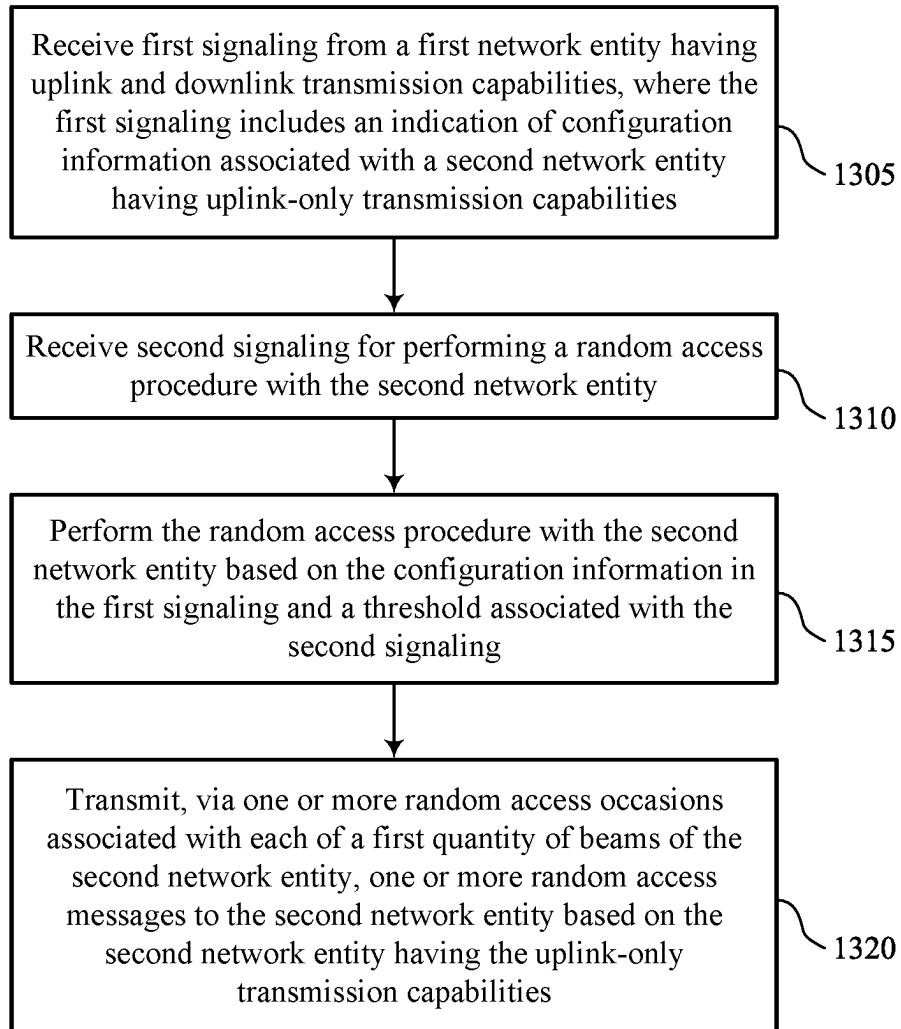 Receive first signaling from a first network entity having
uplink and downlink transmission capabilities, where the
first signaling includes an indication of configuration
information associated with a second network entity
having uplink-only transmission capabilities
1305
Receive second signaling for performing a random access
procedure with the second network entity
1310
Perform the random access procedure with the second
network entity based on the configuration information in
the first signaling and a threshold associated with the
second signaling
1315
Transmit, via one or more random access occasions
associated with each of a first quantity of beams of the
second network entity, one or more random access
messages to the second network entity based on the
second network entity having the uplink-only
transmission capabilities
1320